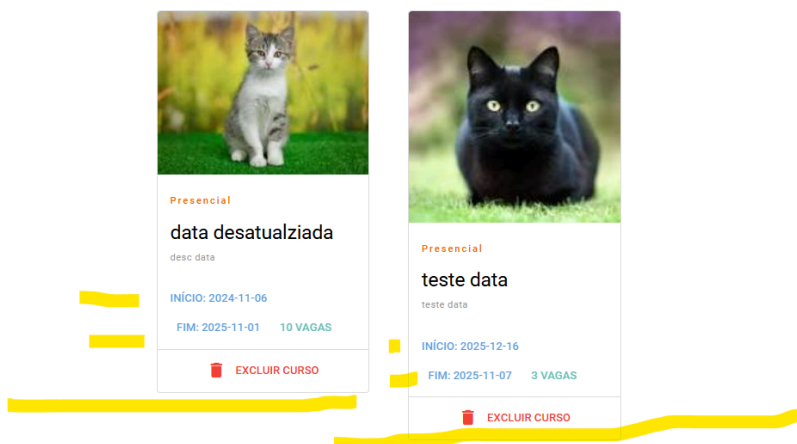 Presencial
data desatualziada
desc data
INÍCIO: 2024-11-06
FIM: 2025-11-01 10 VAGAS
EXCLUIR CURSO
Presencial
teste data
teste data
INÍCIO: 2025-12-16
FIM: 2025-11-07 3 VAGAS
EXCLUIR CURSO